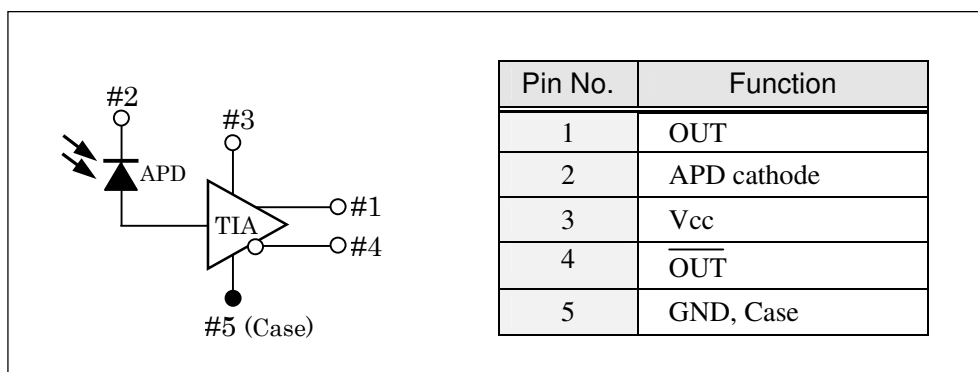 #2
#3
APD
TIA
#1
#4
#5 (Case)
Pin No. Function
1 OUT
2 APD cathode
3 Vcc
4 O̅U̅T̅
5 GND, Case